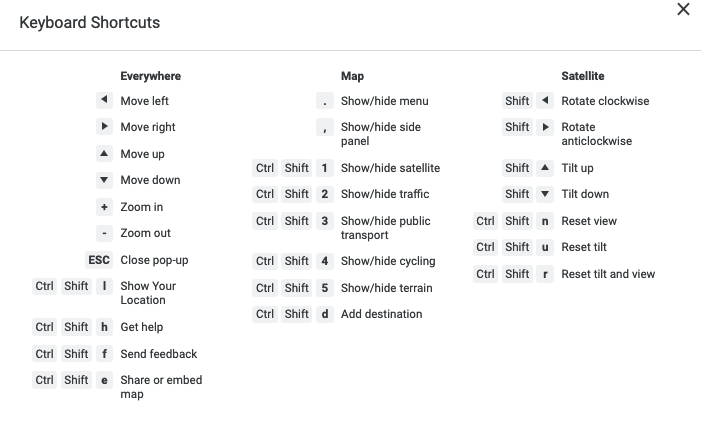 Keyboard Shortcuts
Everywhere
◀ Move left
▶ Move right
▲ Move up
▼ Move down
+ Zoom in
- Zoom out
ESC Close pop-up
Ctrl Shift l Show Your
Location
Ctrl Shift h Get help
Ctrl Shift f Send feedback
Ctrl Shift e Share or embed
map
Map
. Show/hide menu
, Show/hide side
panel
Ctrl Shift 1 Show/hide satellite
Ctrl Shift 2 Show/hide traffic
Ctrl Shift 3 Show/hide public
transport
Ctrl Shift 4 Show/hide cycling
Ctrl Shift 5 Show/hide terrain
Ctrl Shift d Add destination
Satellite
Shift ◀ Rotate clockwise
Shift ▶ Rotate
anticlockwise
Shift ▲ Tilt up
Shift ▼ Tilt down
Ctrl Shift n Reset view
Ctrl Shift u Reset tilt
Ctrl Shift r Reset tilt and view